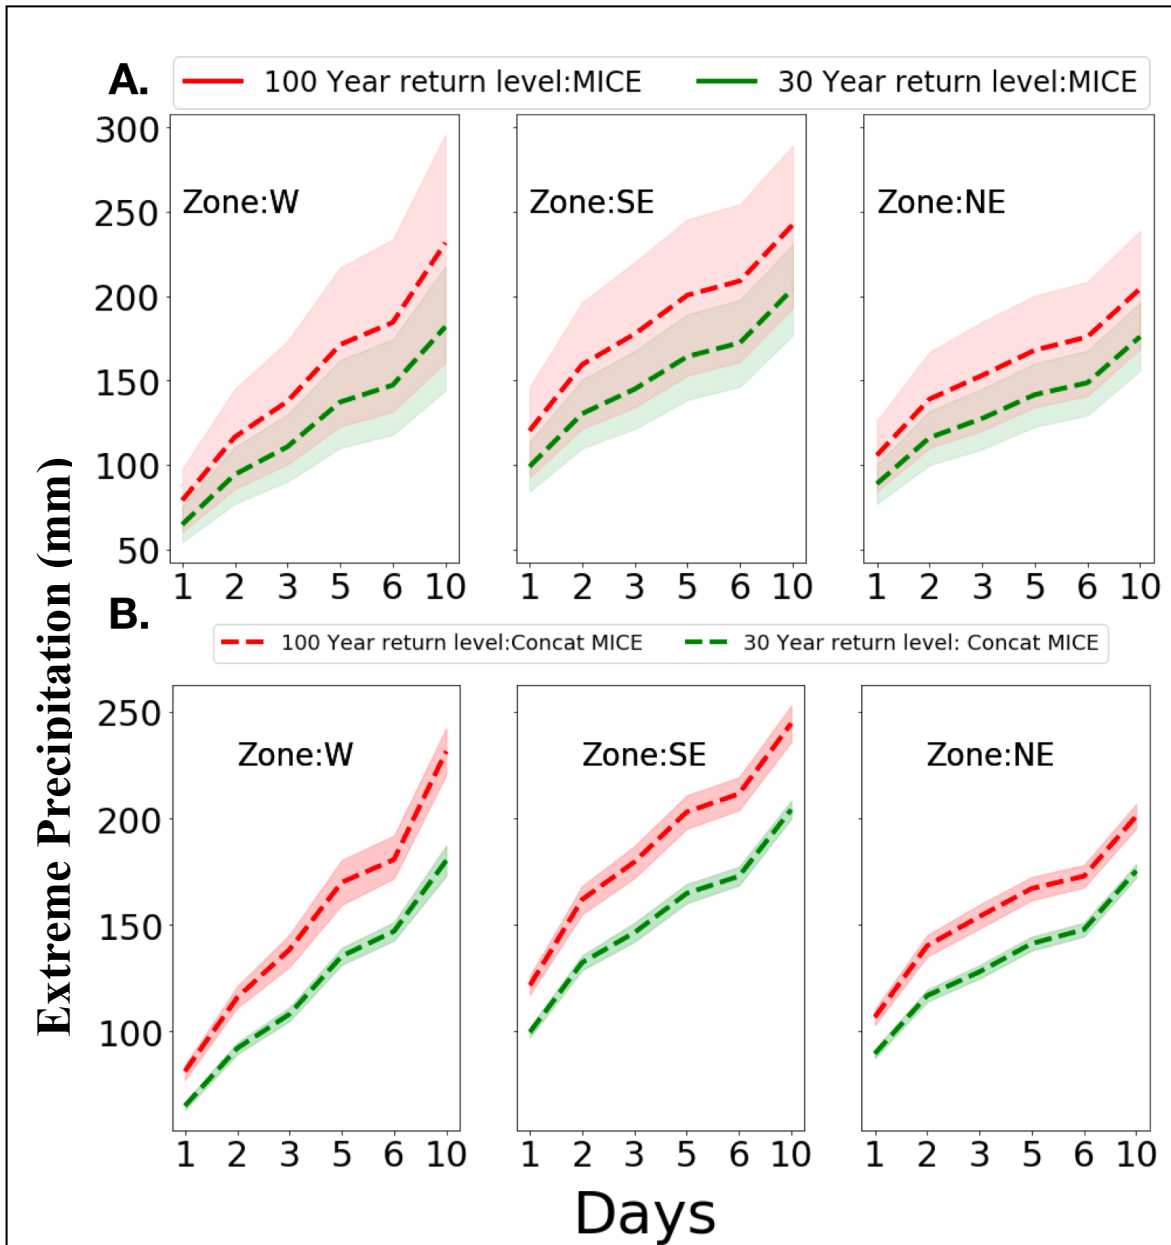 A.
100 Year return level:MICE 30 Year return level:MICE
300
250
200
150
100
50
Zone:W Zone:SE Zone:NE
1 2 3 5 6 10 1 2 3 5 6 10 1 2 3 5 6 10
B.
100 Year return level:Concat MICE 30 Year return level: Concat MICE
250
200
150
100
Zone:W Zone:SE Zone:NE
1 2 3 5 6 10 1 2 3 5 6 10 1 2 3 5 6 10
Extreme Precipitation (mm)
Days